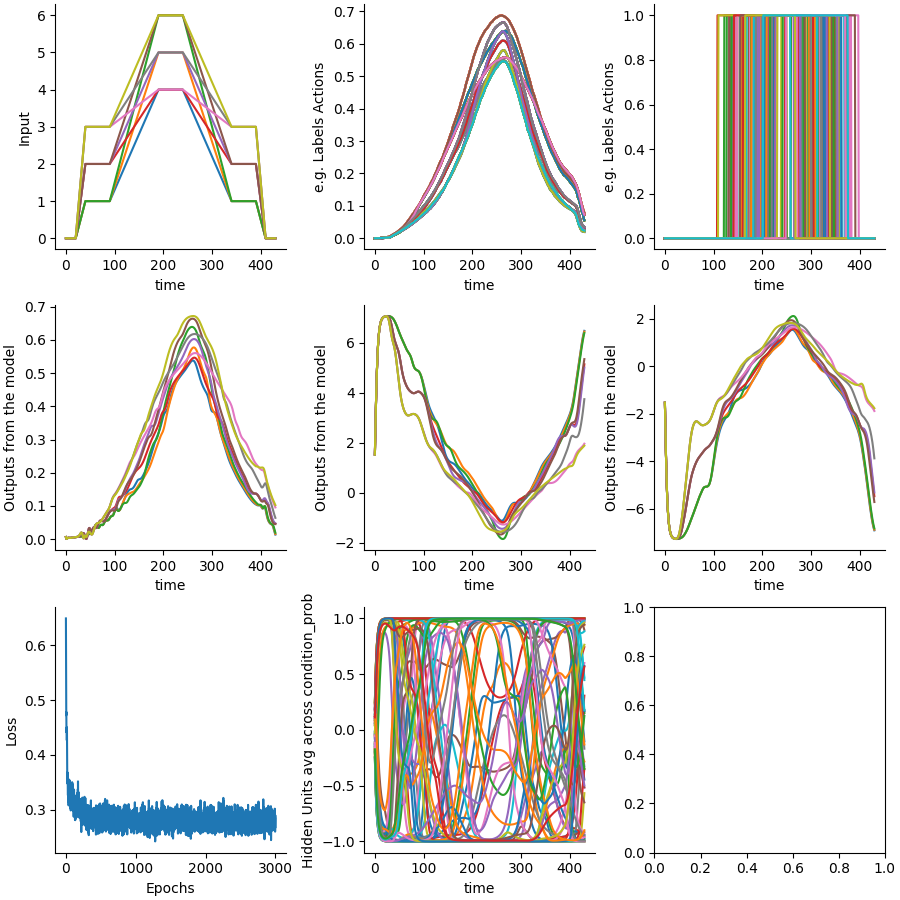 6
5
4
3
2
1
0
Input
0 100 200 300 400
time
0.7
0.6
0.5
0.4
0.3
0.2
0.1
0.0
e.g. Labels Actions
0 100 200 300 400
time
1.0
0.8
0.6
0.4
0.2
0.0
e.g. Labels Actions
0 100 200 300 400
time
0.7
0.6
0.5
0.4
0.3
0.2
0.1
0.0
Outputs from the model
0 100 200 300 400
time
6
4
2
0
−2
Outputs from the model
0 100 200 300 400
time
2
0
−2
−4
−6
Outputs from the model
0 100 200 300 400
time
0.6
0.5
0.4
0.3
Loss
0 1000 2000 3000
Epochs
1.0
0.5
0.0
−0.5
−1.0
Hidden Units avg across condition_prob
0 100 200 300 400
time
1.0
0.8
0.6
0.4
0.2
0.0
0.0 0.2 0.4 0.6 0.8 1.0